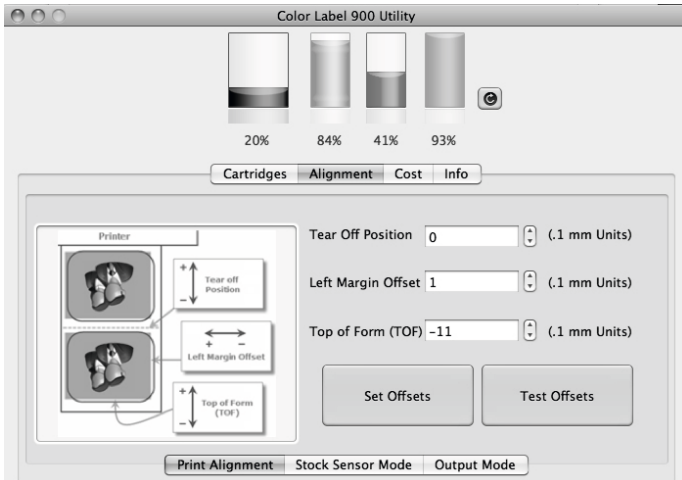 Color Label 900 Utility
20% 84% 41% 93%
Cartridges Alignment Cost Info
Printer
+
-
Tear off
Position
+ -
Left Margin Offset
+
-
Top of Form
(TOF)
Tear Off Position 0 (.1 mm Units)
Left Margin Offset 1 (.1 mm Units)
Top of Form (TOF) -11 (.1 mm Units)
Set Offsets Test Offsets
Print Alignment Stock Sensor Mode Output Mode